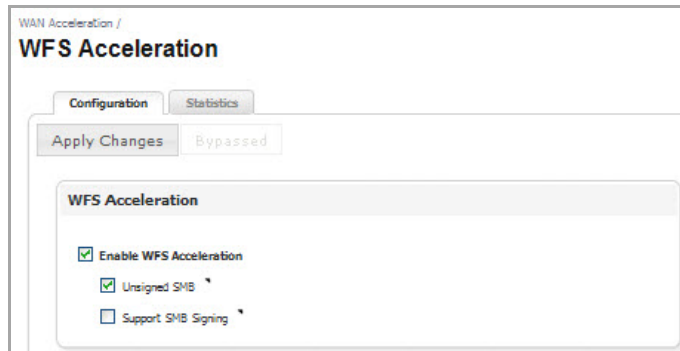 WAN Acceleration /
WFS Acceleration
Configuration Statistics
Apply Changes Bypassed
WFS Acceleration
Enable WFS Acceleration
Unsigned SMB
Support SMB Signing